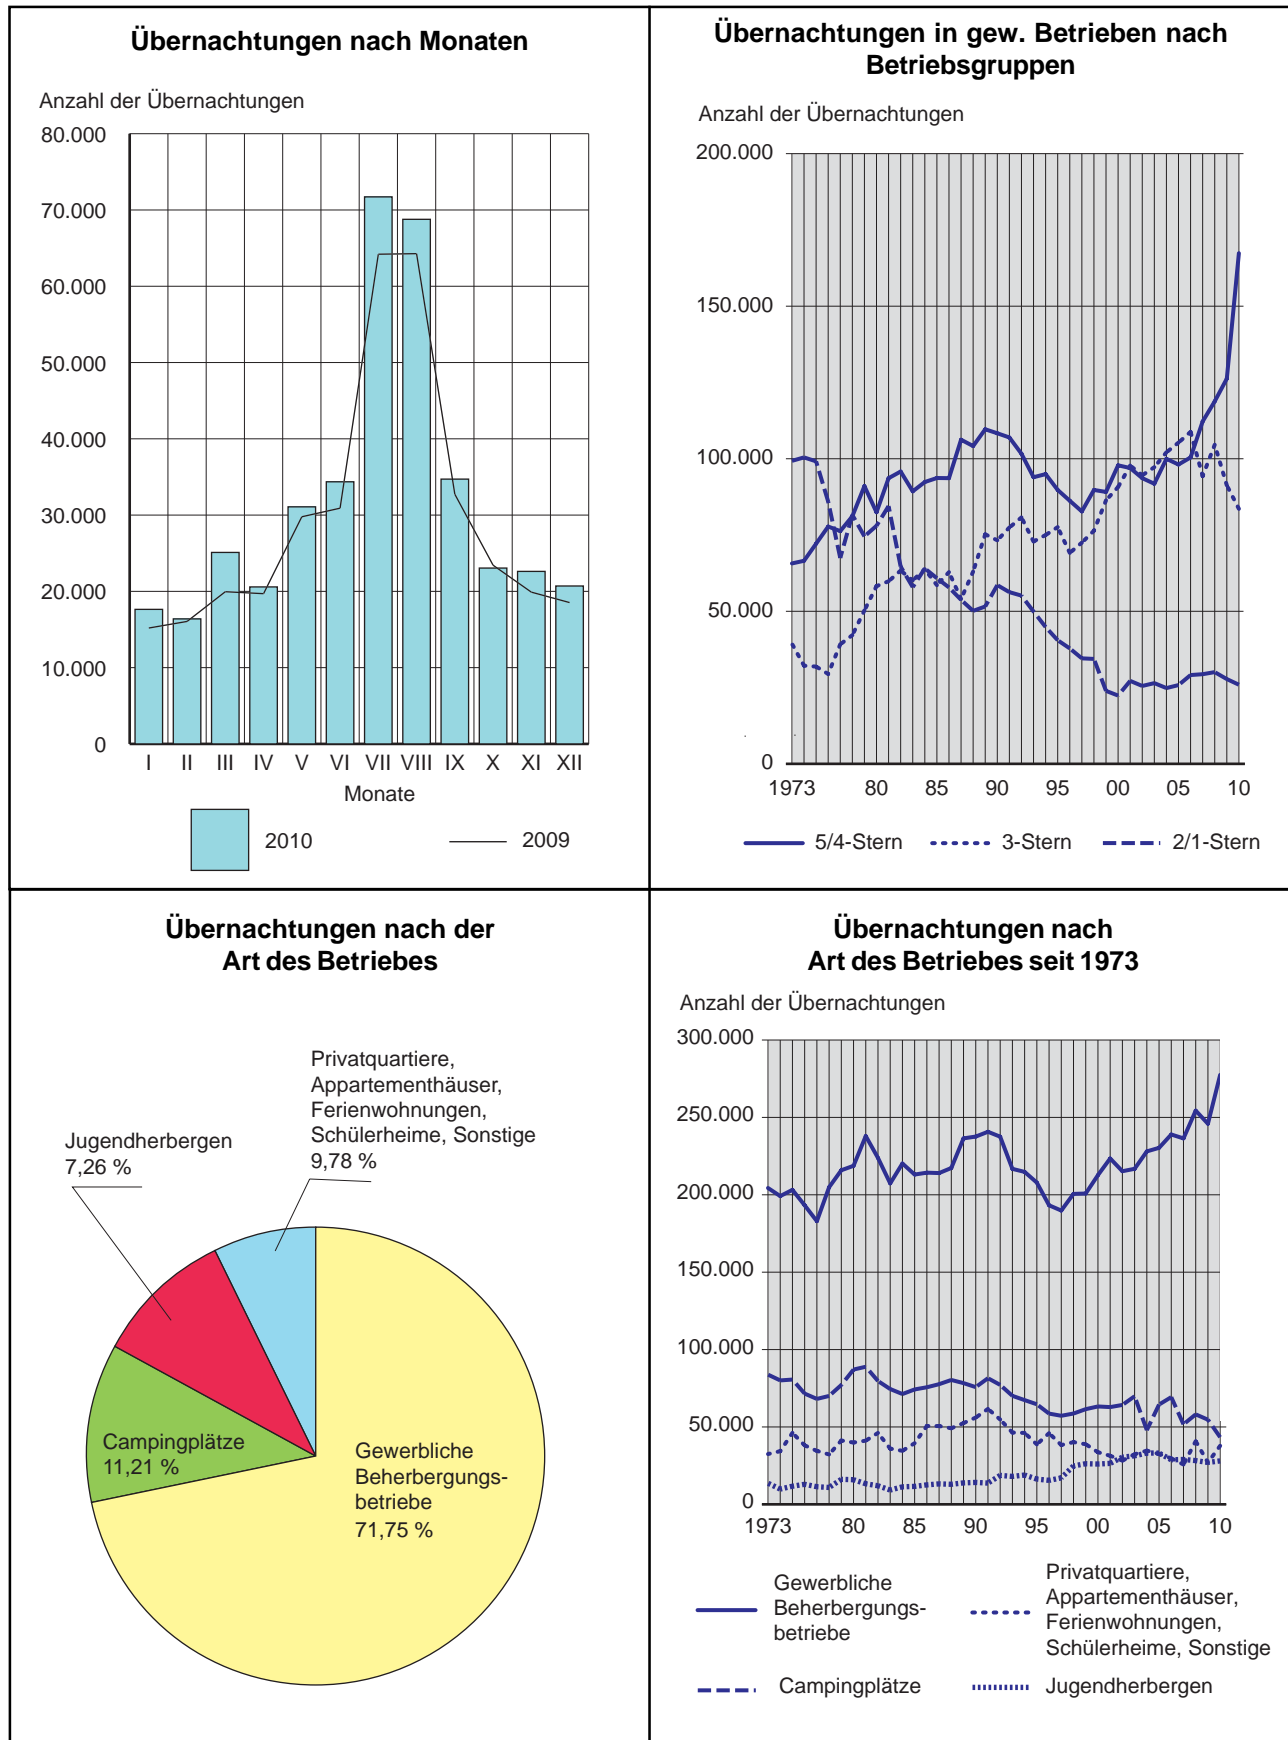 Übernachtungen nach Monaten
Anzahl der Übernachtungen
80.000
70.000
60.000
50.000
40.000
30.000
20.000
10.000
0
I II III IV V VI VII VIII IX X XI XII
Monate
2010 2009
Übernachtungen in gew. Betrieben nach
Betriebsgruppen
Anzahl der Übernachtungen
200.000
150.000
100.000
50.000
0
1973 80 85 90 95 00 05 10
5/4-Stern 3-Stern 2/1-Stern
Übernachtungen nach der
Art des Betriebes
Privatquartiere,
Appartementhäuser,
Ferienwohnungen,
Schülerheime, Sonstige
9,78 %
Jugendherbergen
7,26 %
Campingplätze
11,21 %
Gewerbliche
Beherbergungs-
betriebe
71,75 %
Übernachtungen nach
Art des Betriebes seit 1973
Anzahl der Übernachtungen
300.000
250.000
200.000
150.000
100.000
50.000
0
1973 80 85 90 95 00 05 10
Gewerbliche
Beherbergungs-
betriebe
Privatquartiere,
Appartementhäuser,
Ferienwohnungen,
Schülerheime, Sonstige
Campingplätze
Jugendherbergen